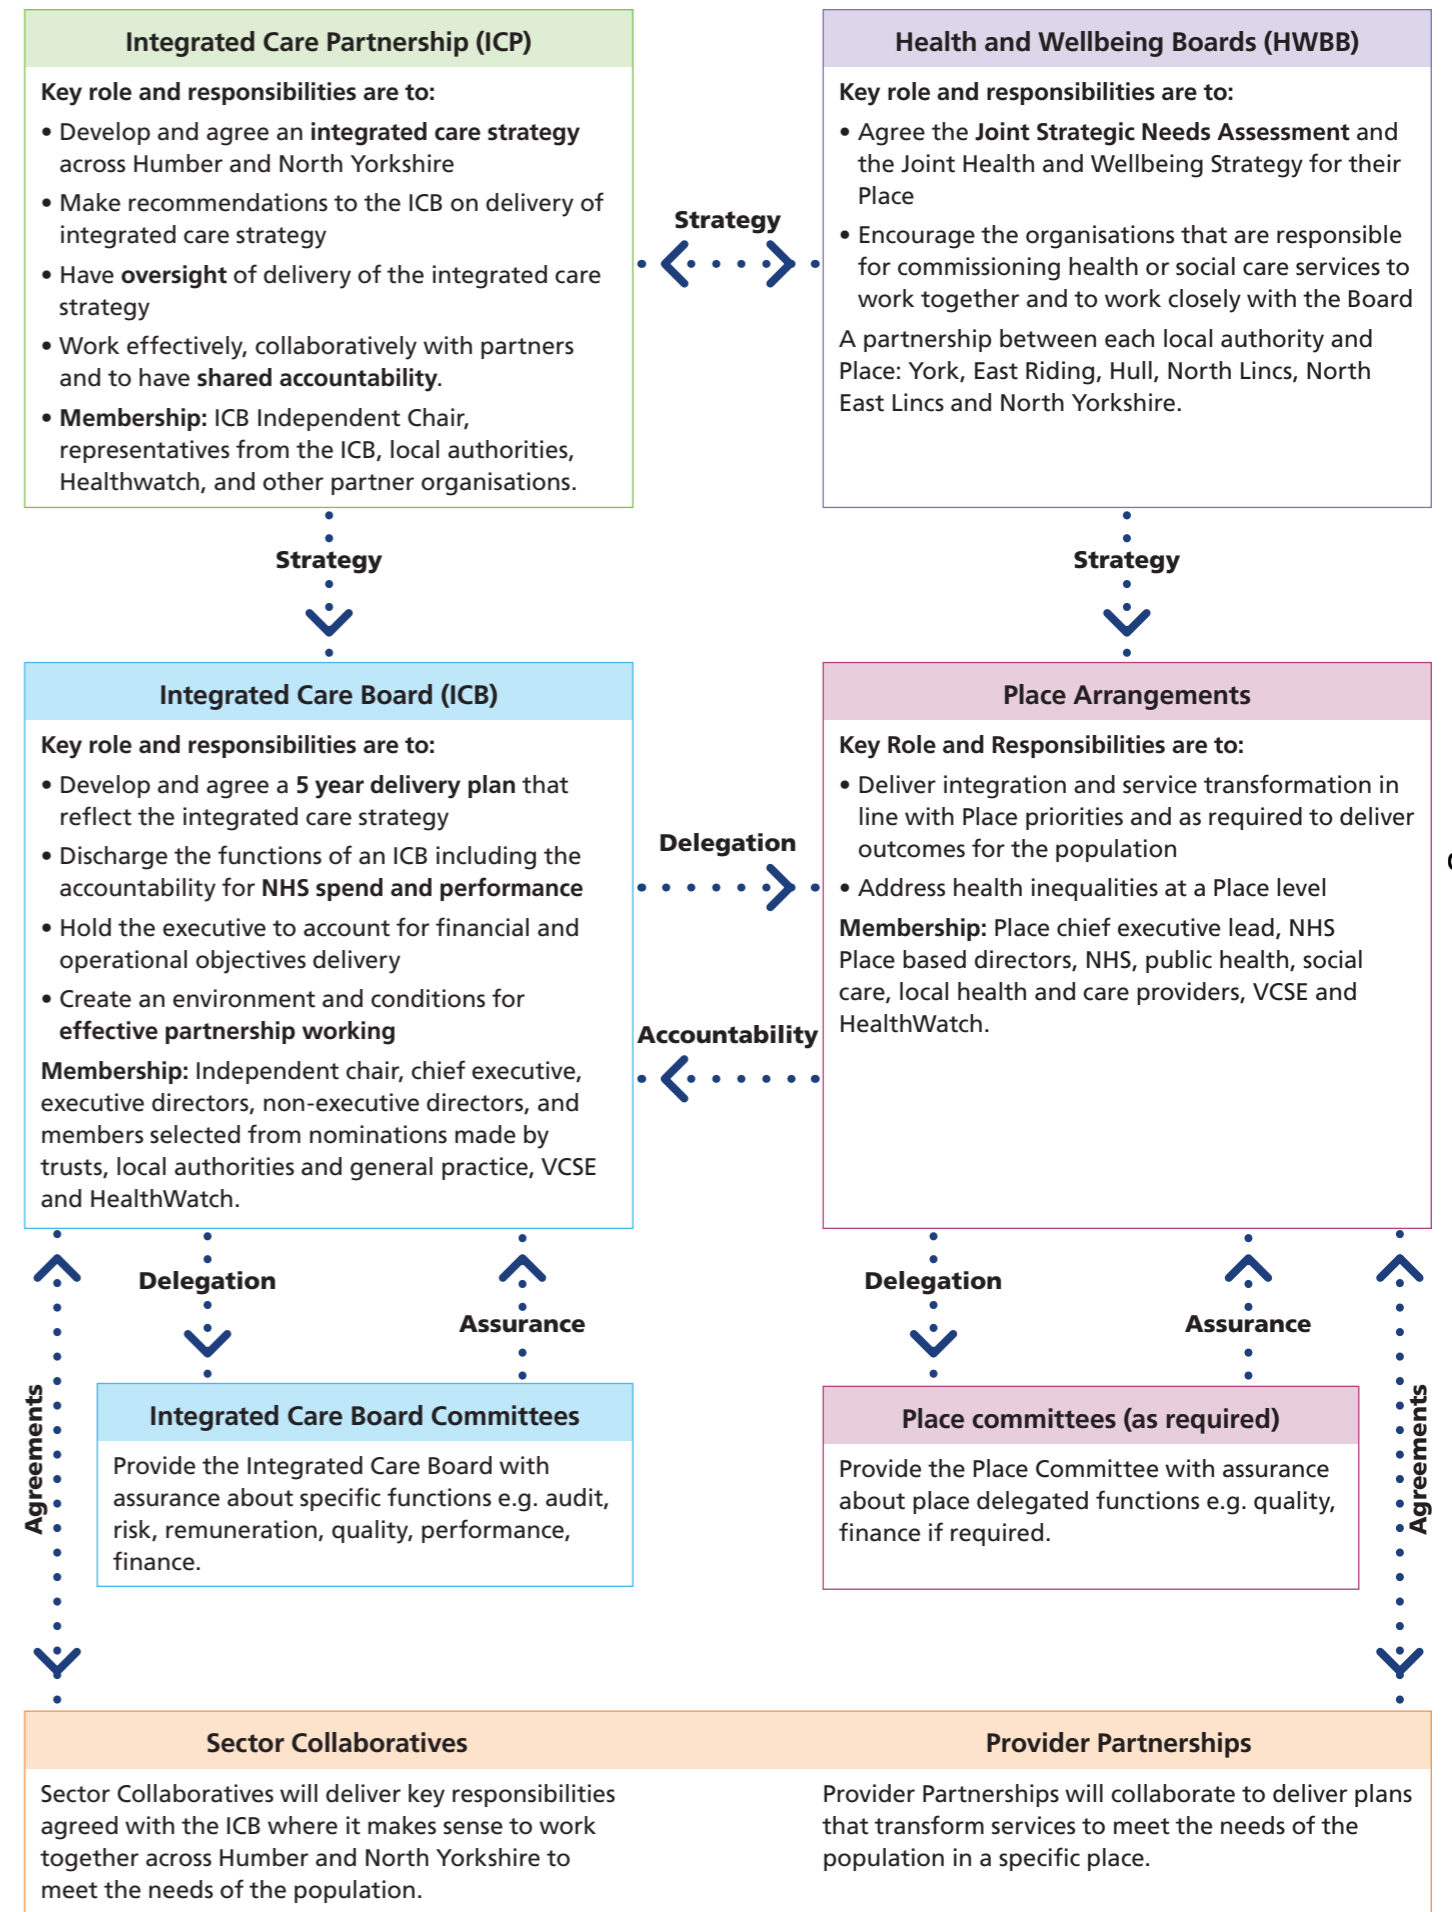 Integrated Care Partnership (ICP)
Key role and responsibilities are to:
• Develop and agree an integrated care strategy
across Humber and North Yorkshire
• Make recommendations to the ICB on delivery of
integrated care strategy
• Have oversight of delivery of the integrated care
strategy
• Work effectively, collaboratively with partners
and to have shared accountability.
• Membership: ICB Independent Chair,
representatives from the ICB, local authorities,
Healthwatch, and other partner organisations.
Strategy
Health and Wellbeing Boards (HWBB)
Key role and responsibilities are to:
• Agree the Joint Strategic Needs Assessment and
the Joint Health and Wellbeing Strategy for their
Place
• Encourage the organisations that are responsible
for commissioning health or social care services to
work together and to work closely with the Board
A partnership between each local authority and
Place: York, East Riding, Hull, North Lincs, North
East Lincs and North Yorkshire.
Strategy
Strategy
Integrated Care Board (ICB)
Key role and responsibilities are to:
• Develop and agree a 5 year delivery plan that
reflect the integrated care strategy
• Discharge the functions of an ICB including the
accountability for NHS spend and performance
• Hold the executive to account for financial and
operational objectives delivery
• Create an environment and conditions for
effective partnership working
Membership: Independent chair, chief executive,
executive directors, non-executive directors, and
members selected from nominations made by
trusts, local authorities and general practice, VCSE
and HealthWatch.
Delegation
Accountability
Place Arrangements
Key Role and Responsibilities are to:
• Deliver integration and service transformation in
line with Place priorities and as required to deliver
outcomes for the population
• Address health inequalities at a Place level
Membership: Place chief executive lead, NHS
Place based directors, NHS, public health, social
care, local health and care providers, VCSE and
HealthWatch.
Delegation
Assurance
Delegation
Assurance
Agreements
Integrated Care Board Committees
Provide the Integrated Care Board with
assurance about specific functions e.g. audit,
risk, remuneration, quality, performance,
finance.
Place committees (as required)
Provide the Place Committee with assurance
about place delegated functions e.g. quality,
finance if required.
Agreements
Sector Collaboratives
Sector Collaboratives will deliver key responsibilities
agreed with the ICB where it makes sense to work
together across Humber and North Yorkshire to
meet the needs of the population.
Provider Partnerships
Provider Partnerships will collaborate to deliver plans
that transform services to meet the needs of the
population in a specific place.